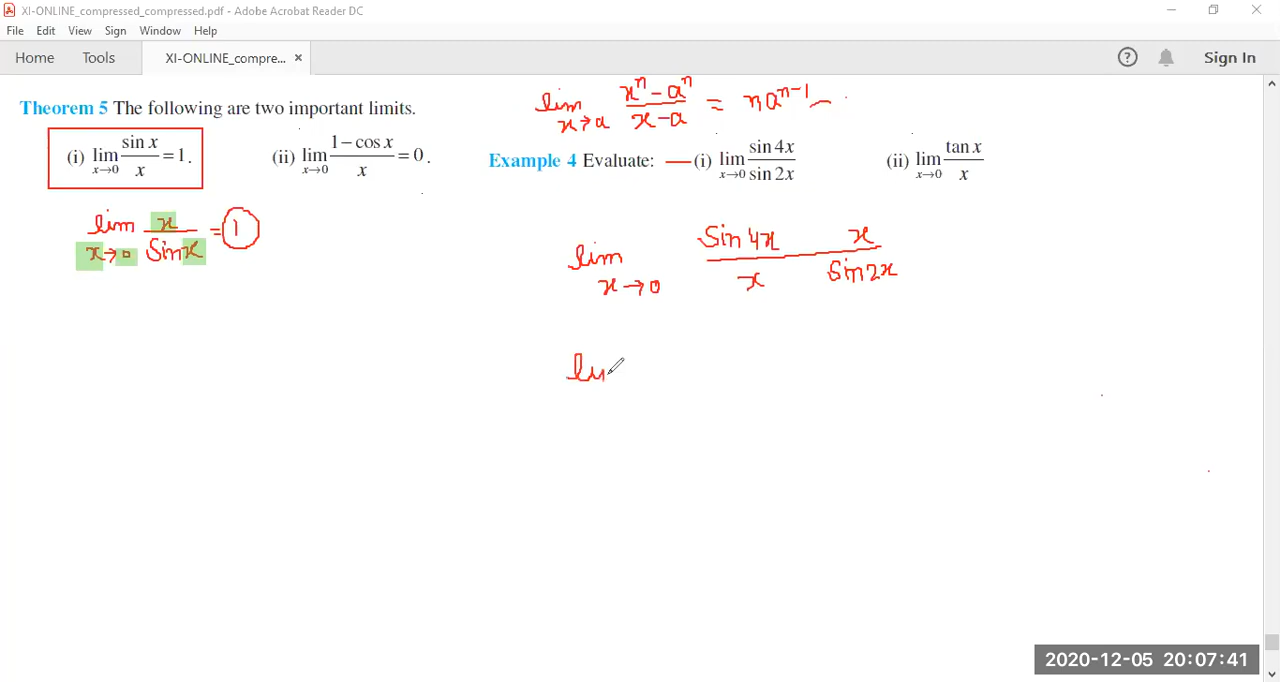 XI-ONLINE_compressed_compressed.pdf - Adobe Acrobat Reader DC
File Edit View Sign Window Help
Home Tools XI-ONLINE_compre... × Sign In
Theorem 5 The following are two important limits.
(i) lim x→0 sin x / x = 1. (ii) lim x→0 1 − cos x / x = 0.
lim x→0 x / sin x = 1
lim x→a xⁿ − aⁿ / x − a = n aⁿ⁻¹ −
Example 4 Evaluate: (i) lim x→0 sin 4x / sin 2x (ii) lim x→0 tan x / x
lim x→0 Sin 4x / x x / Sin 2x
2020-12-05 20:07:41